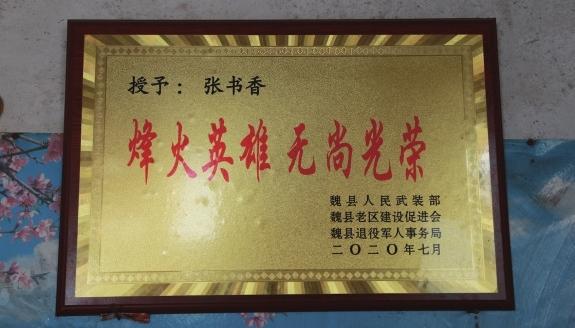 授予：张书香
烽火英雄 无尚光荣
魏县人民武装部
魏县老区建设促进会
魏县退役军人事务局
二〇二〇年七月